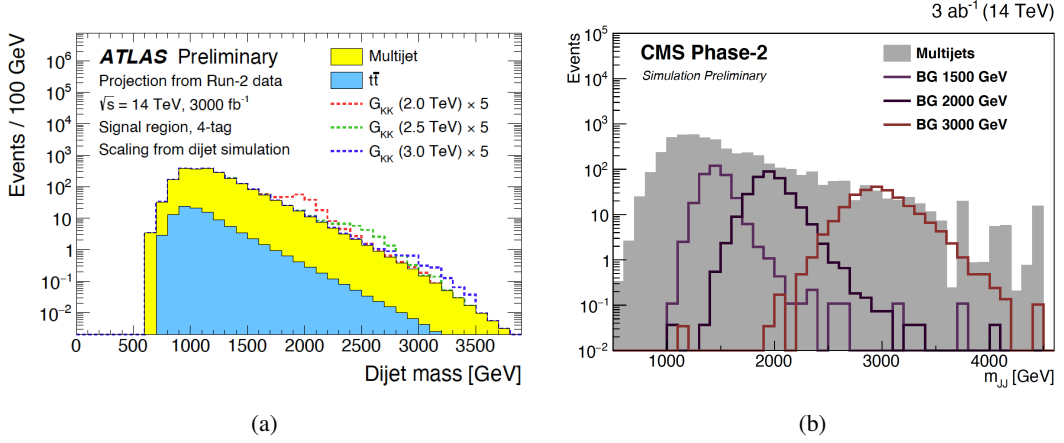 ATLAS Preliminary
Projection from Run-2 data
√s = 14 TeV, 3000 fb⁻¹
Signal region, 4-tag
Scaling from dijet simulation
Multijet
tt̄
G_KK (2.0 TeV) × 5
G_KK (2.5 TeV) × 5
G_KK (3.0 TeV) × 5
Events / 100 GeV
10⁷
10⁶
10⁵
10⁴
10³
10²
10
1
10⁻¹
10⁻²
0 500 1000 1500 2000 2500 3000 3500
Dijet mass [GeV]
(a)
3 ab⁻¹ (14 TeV)
CMS Phase-2
Simulation Preliminary
Multijets
BG 1500 GeV
BG 2000 GeV
BG 3000 GeV
Events
10⁵
10⁴
10³
10²
10
1
10⁻¹
10⁻²
1000 2000 3000 4000
m_JJ [GeV]
(b)